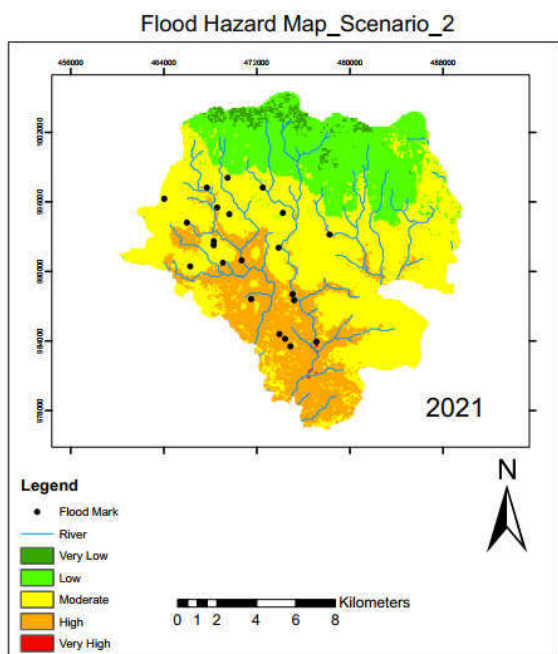 Flood Hazard Map_Scenario_2
456000 464000 472000 480000 488000
1002000
996000
990000
984000
978000
2021
N
Legend
Flood Mark
River
Very Low
Low
Moderate
High
Very High
Kilometers
0 1 2 4 6 8